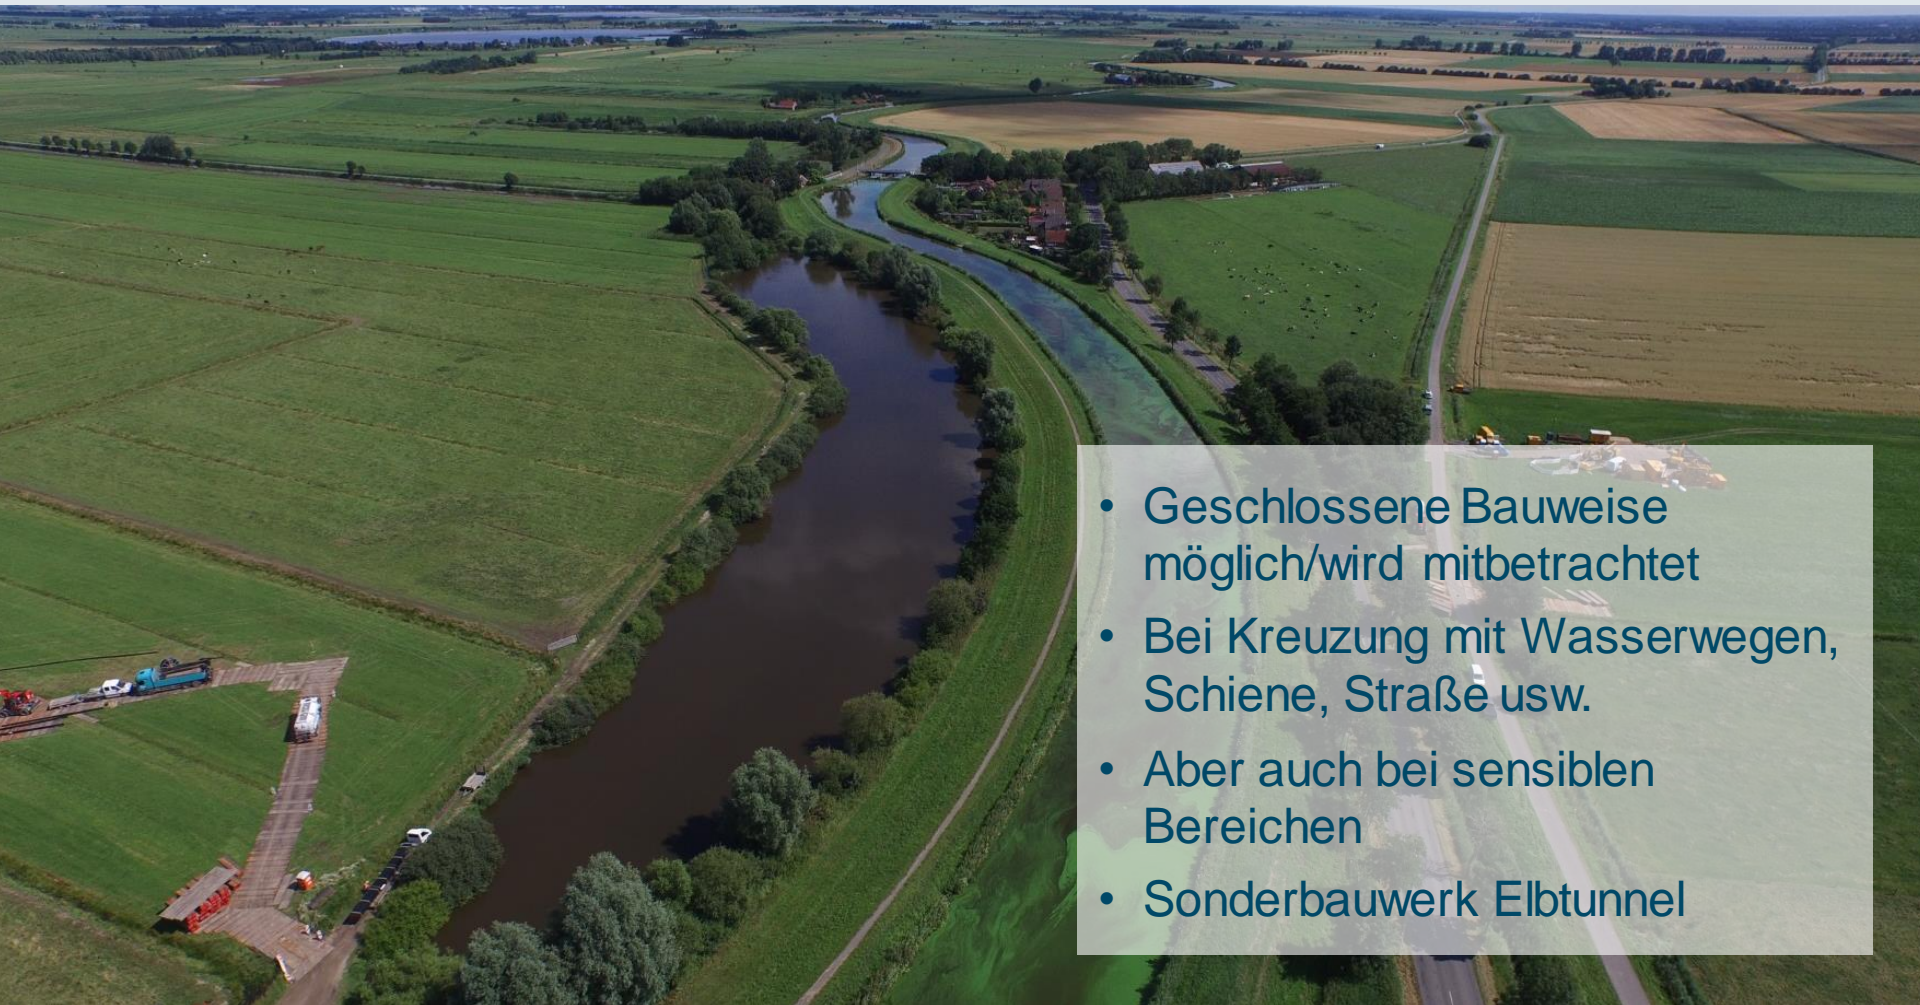 • Geschlossene Bauweise
möglich/wird mitbetrachtet
• Bei Kreuzung mit Wasserwegen,
Schiene, Straße usw.
• Aber auch bei sensiblen
Bereichen
• Sonderbauwerk Elbtunnel